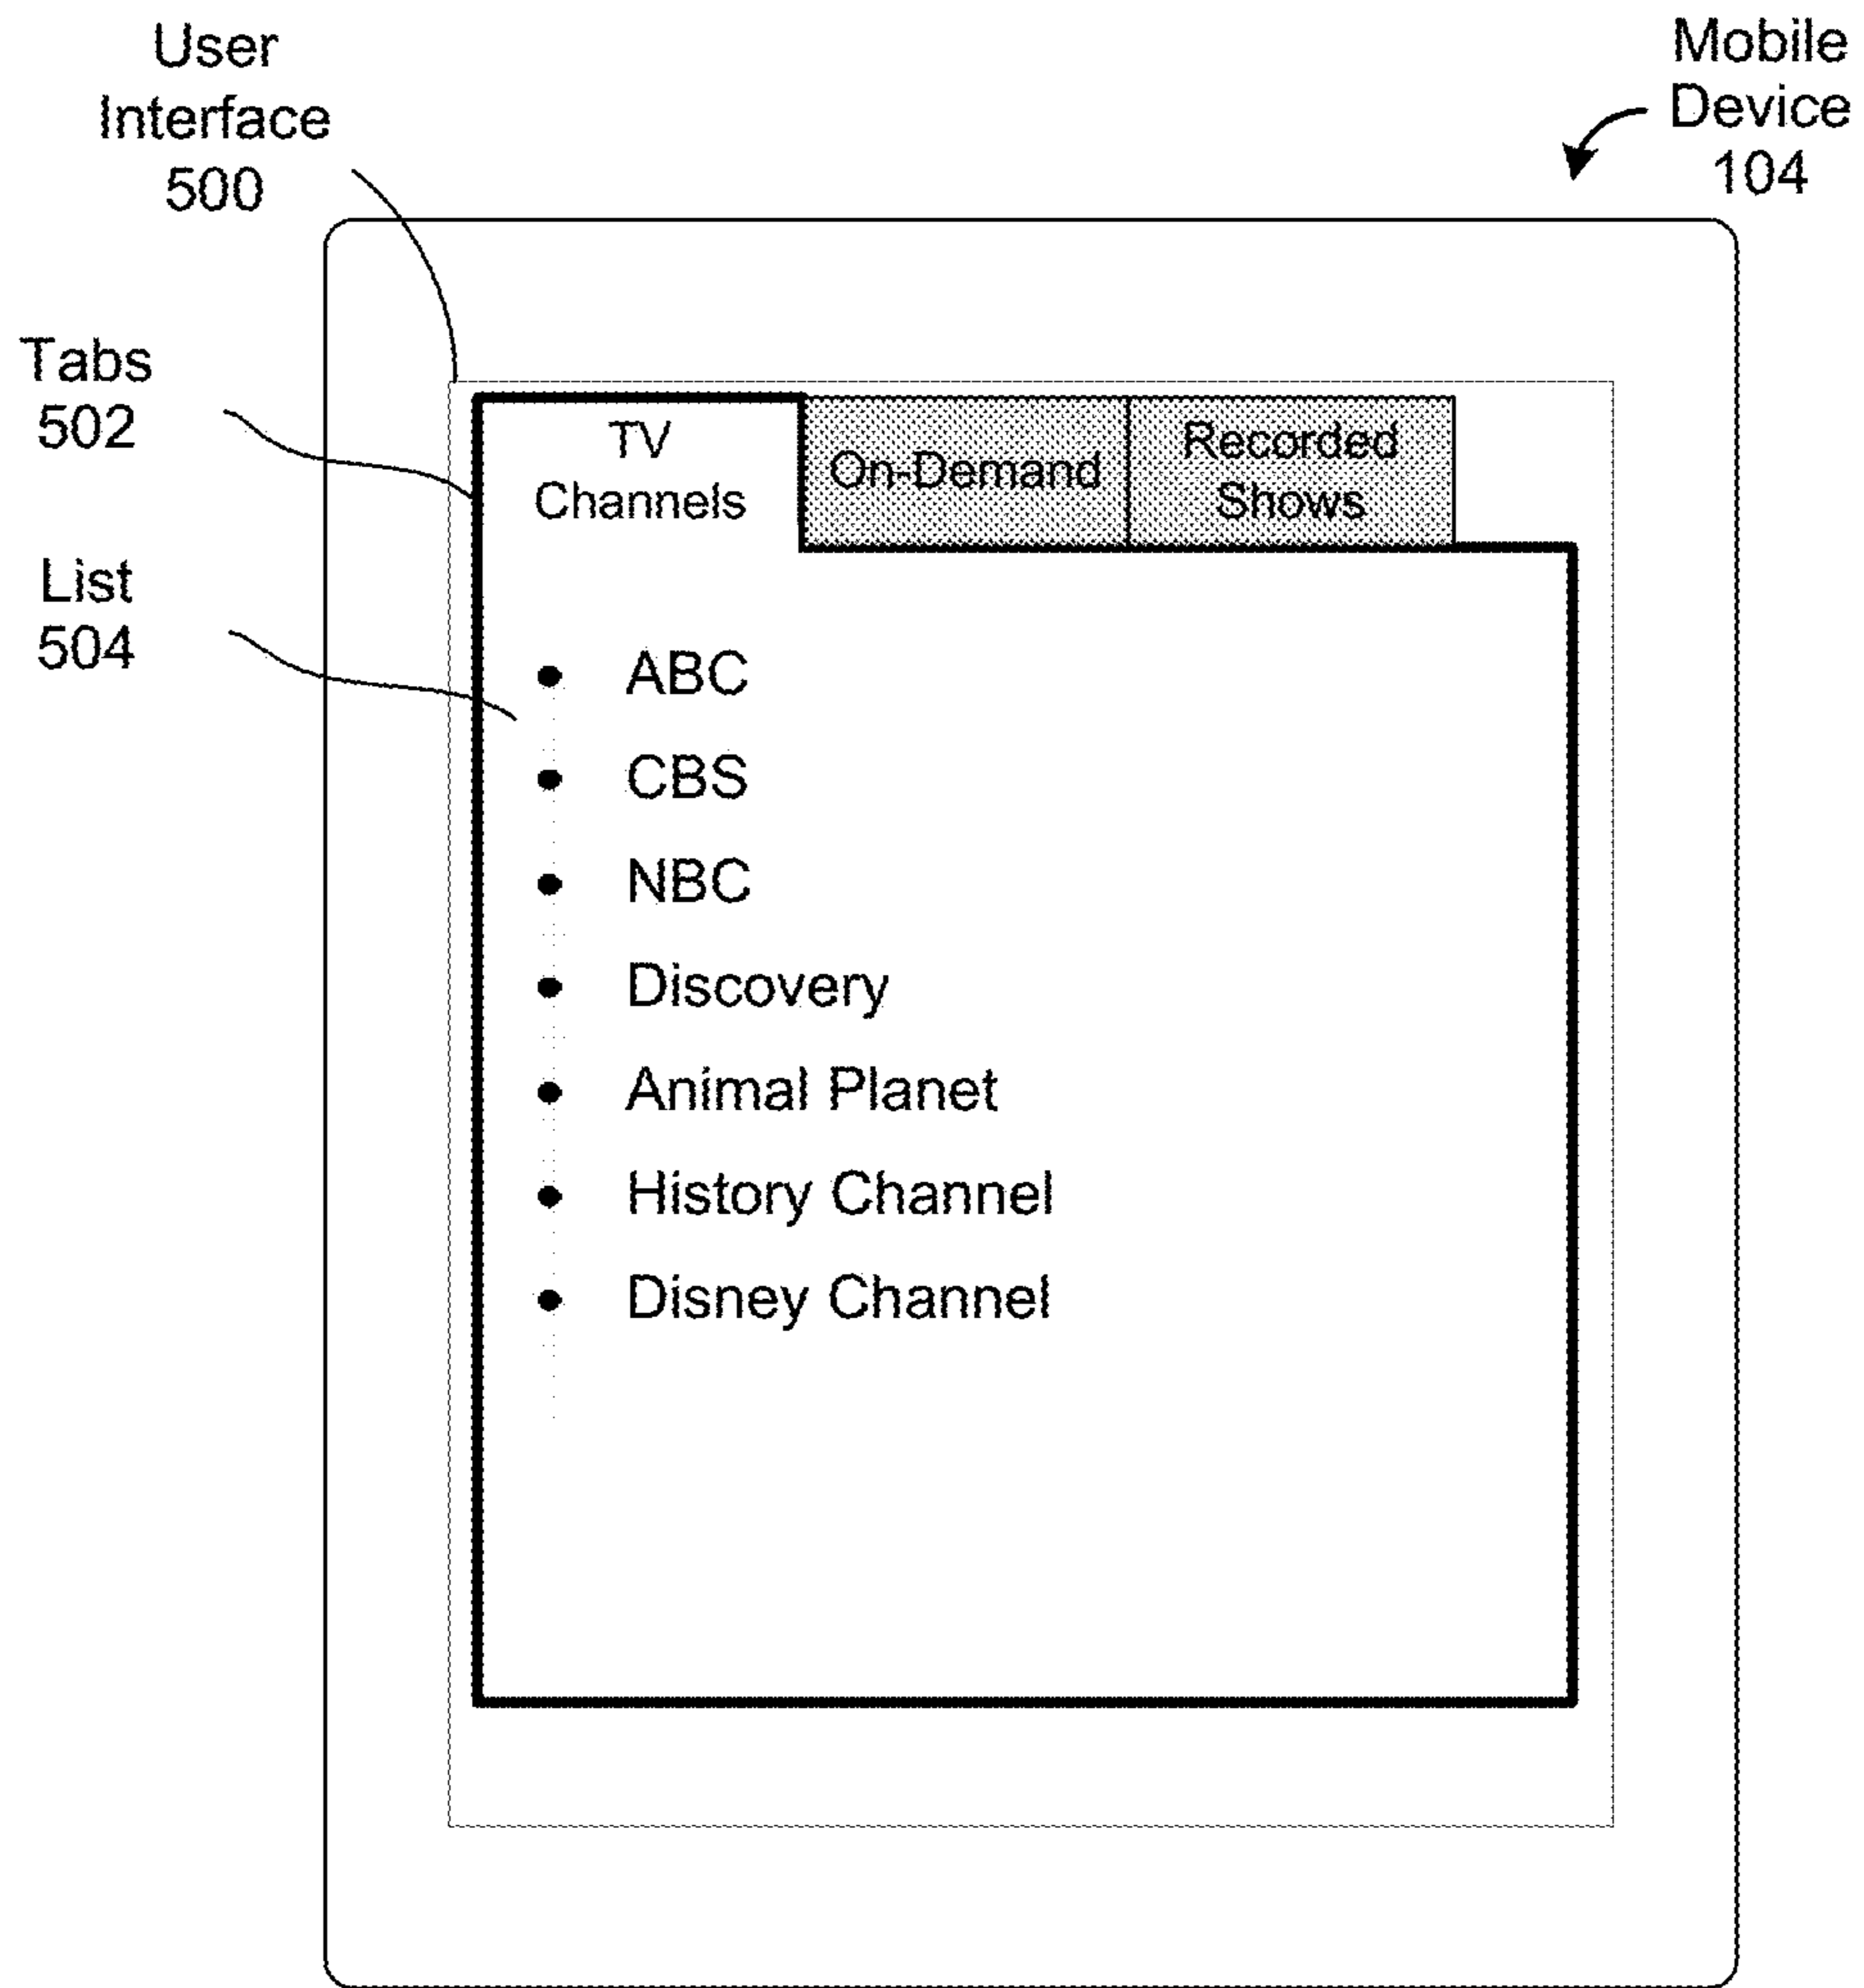 User
Interface
500
Mobile
Device
104
Tabs
502
List
504
TV
Channels
On-Demand
Recorded
Shows
• ABC
• CBS
• NBC
• Discovery
• Animal Planet
• History Channel
• Disney Channel